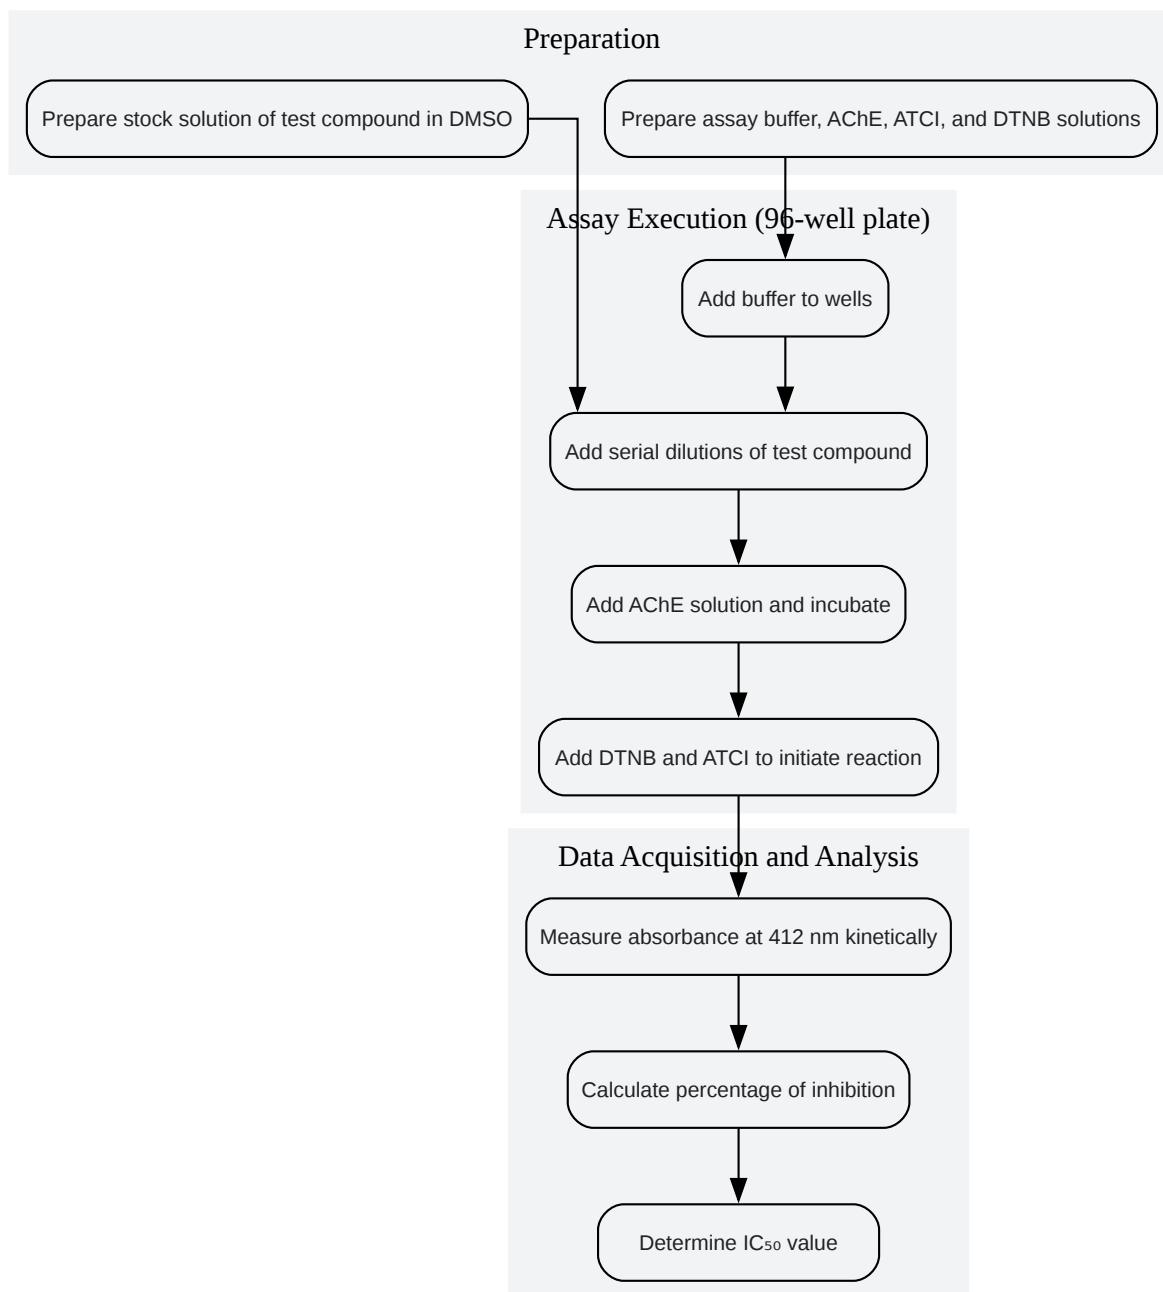 Preparation
Prepare stock solution of test compound in DMSO
Prepare assay buffer, AChE, ATCI, and DTNB solutions
Assay Execution (96-well plate)
Add buffer to wells
Add serial dilutions of test compound
Add AChE solution and incubate
Add DTNB and ATCI to initiate reaction
Data Acquisition and Analysis
Measure absorbance at 412 nm kinetically
Calculate percentage of inhibition
Determine IC₅₀ value